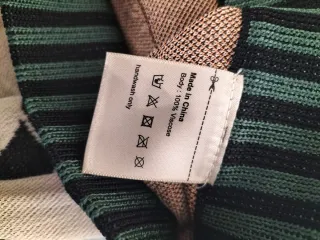 Made in China
Body : 100% Viscose
handwash only